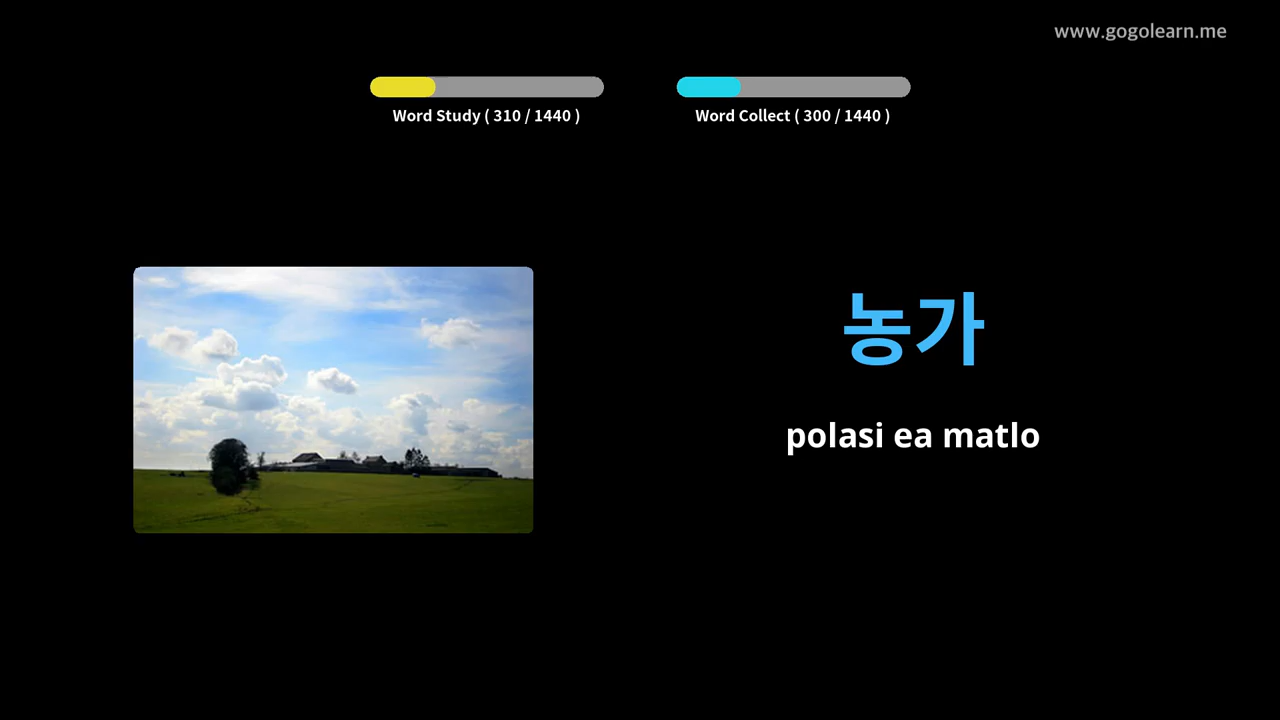 www.gogolearn.me
Word Study ( 310 / 1440 )
Word Collect ( 300 / 1440 )
농가
polasi ea matlo